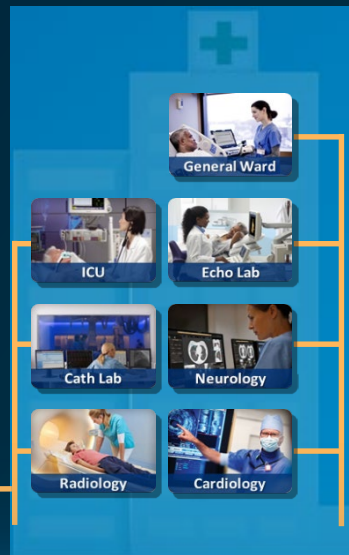 General Ward
ICU
Echo Lab
Cath Lab
Neurology
Radiology
Cardiology